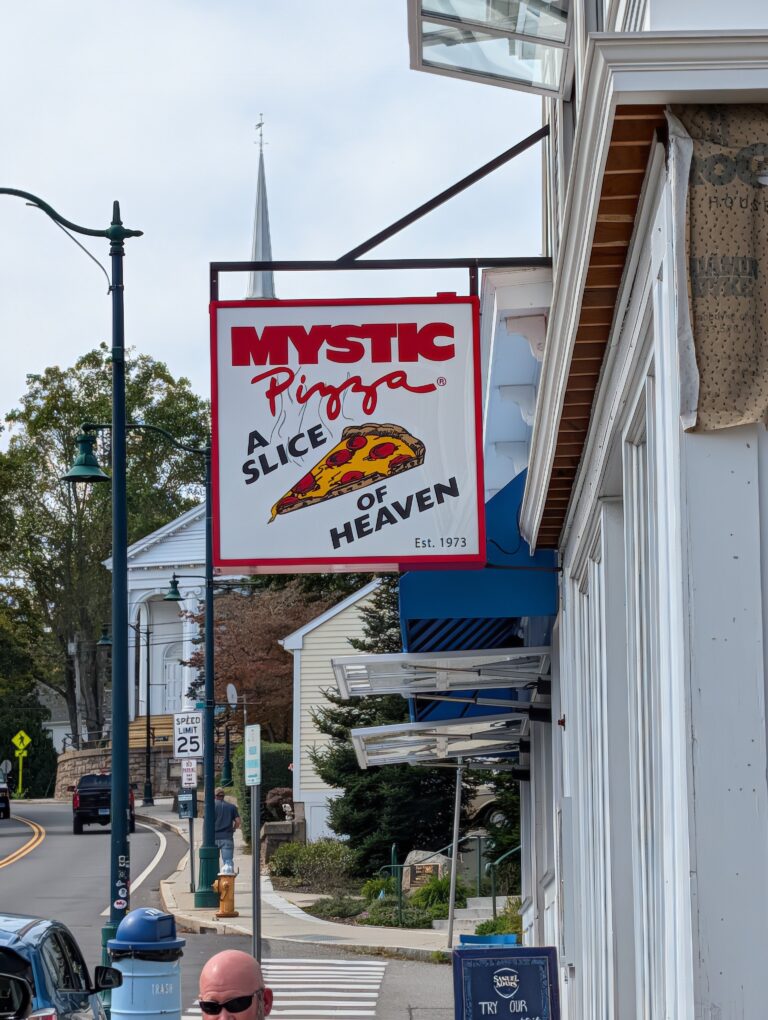 MYSTIC
Pizza®
A
SLICE
OF
HEAVEN
Est. 1973
SPEED
LIMIT
25
TRASH
SAMUEL
ADAMS
TRY OUR